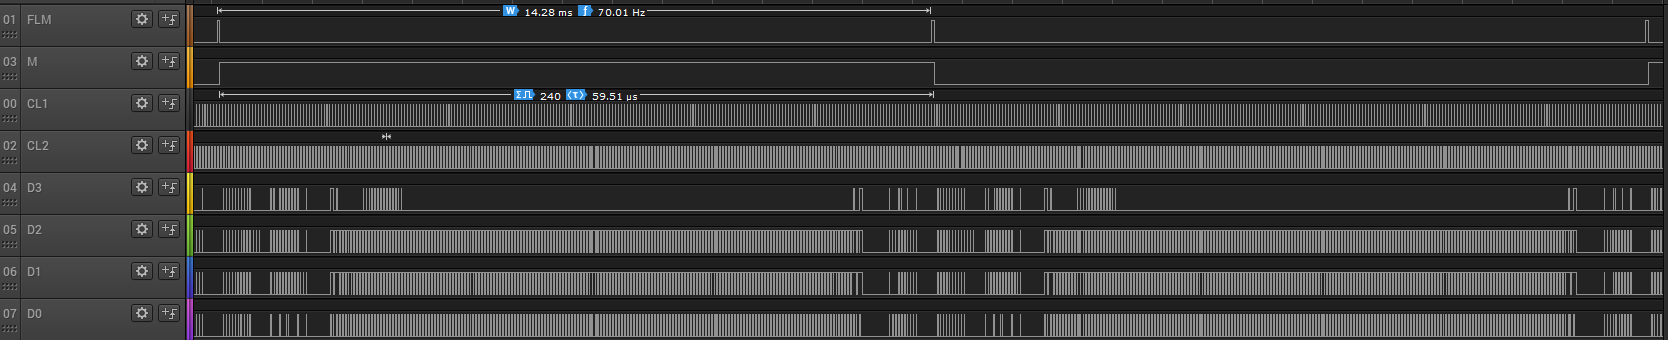 01 FLM
W 14.28 ms f 70.01 Hz
03 M
00 CL1
240 ⟨τ⟩ 59.51 µs
02 CL2
04 D3
05 D2
06 D1
07 D0